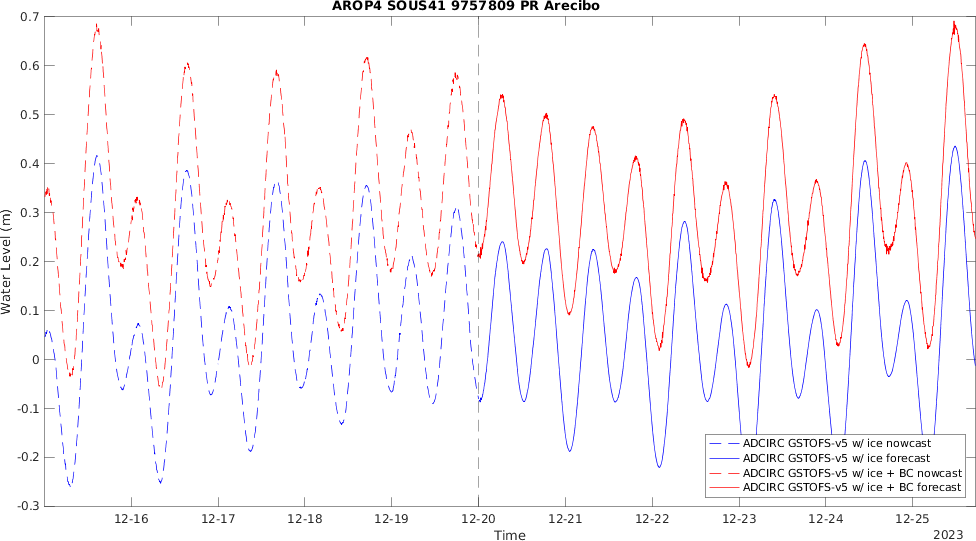 AROP4 SOUS41 9757809 PR Arecibo
0.7
0.6
0.5
0.4
0.3
0.2
0.1
0
-0.1
-0.2
-0.3
Water Level (m)
ADCIRC GSTOFS-v5 w/ ice nowcast
ADCIRC GSTOFS-v5 w/ ice forecast
ADCIRC GSTOFS-v5 w/ ice + BC nowcast
ADCIRC GSTOFS-v5 w/ ice + BC forecast
12-16 12-17 12-18 12-19 12-20 12-21 12-22 12-23 12-24 12-25
Time
2023